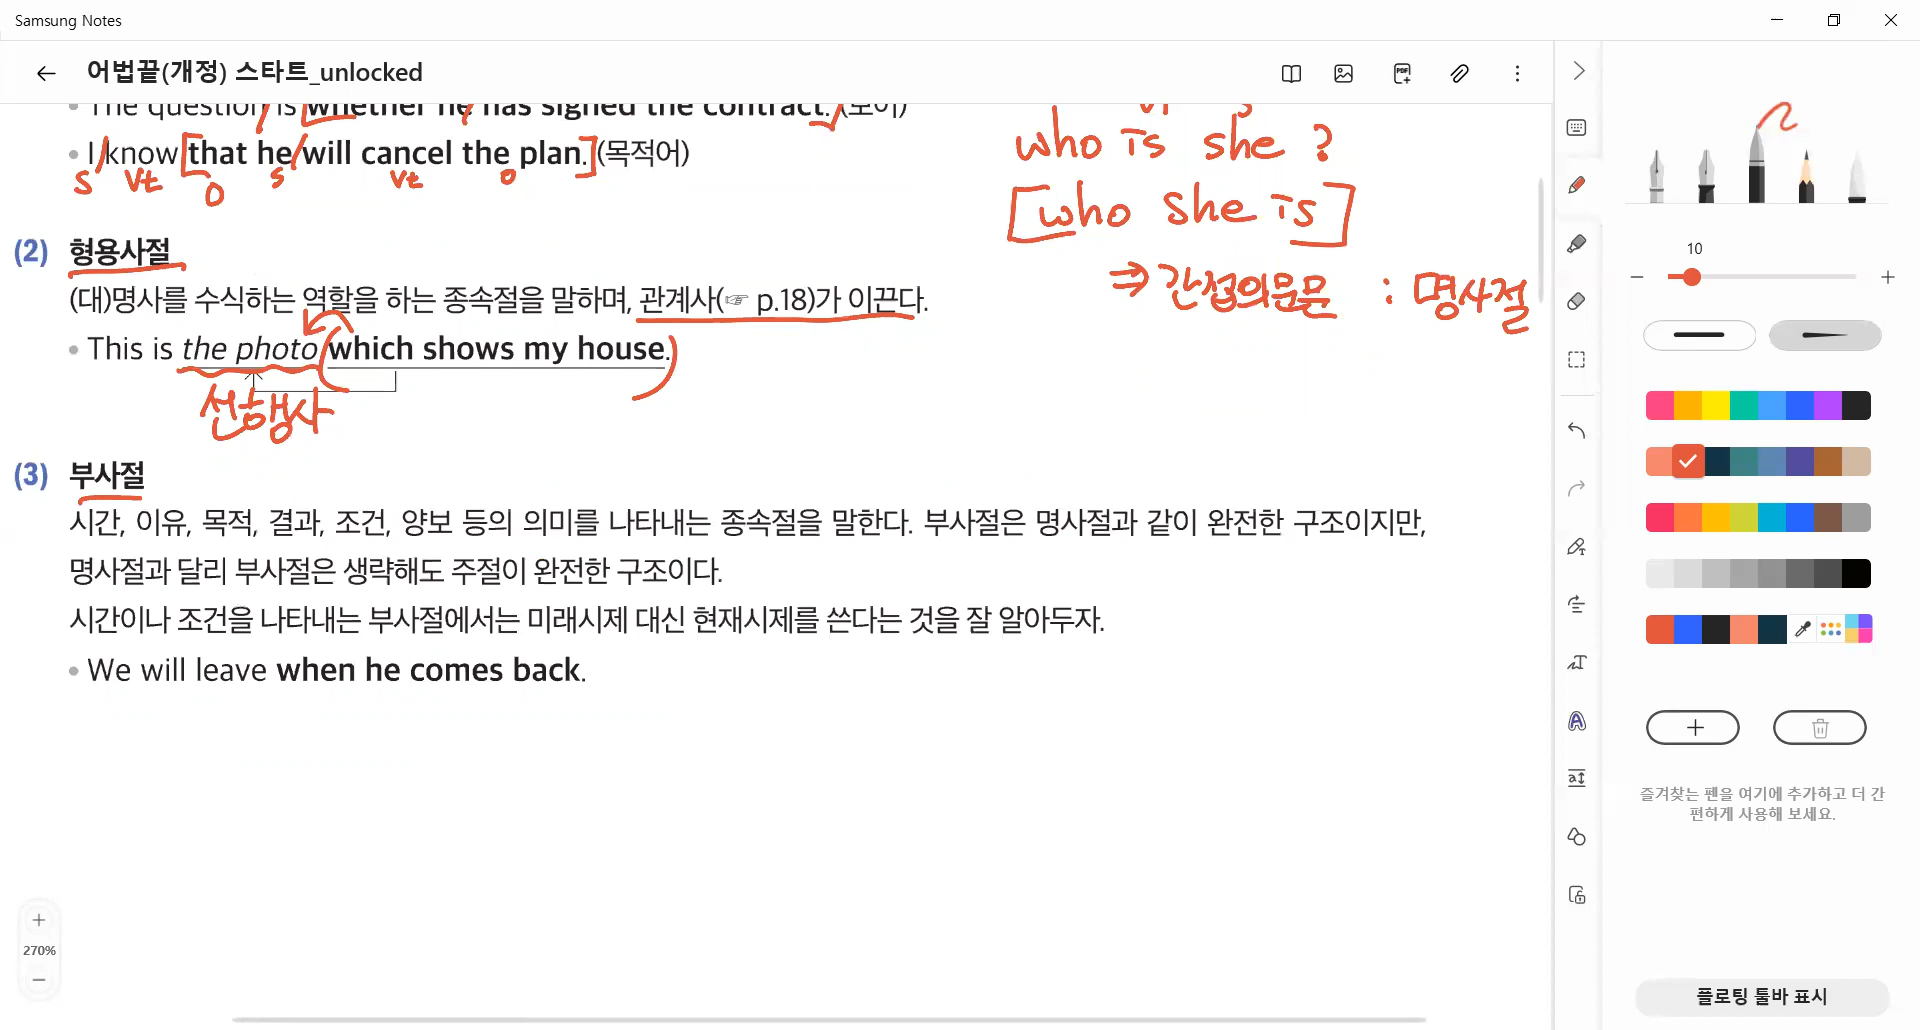 Samsung Notes
어법끝(개정) 스타트_unlocked
The question is whether he has signed the contract. (보어)
I know that he will cancel the plan. (목적어)
S Vt O S Vt O
who is she ?
[who she is]
⇒ 간접의문문 : 명사절
(2) 형용사절
(대)명사를 수식하는 역할을 하는 종속절을 말하며, 관계사(☞ p.18)가 이끈다.
This is the photo which shows my house.
선행사
(3) 부사절
시간, 이유, 목적, 결과, 조건, 양보 등의 의미를 나타내는 종속절을 말한다. 부사절은 명사절과 같이 완전한 구조이지만,
명사절과 달리 부사절은 생략해도 주절이 완전한 구조이다.
시간이나 조건을 나타내는 부사절에서는 미래시제 대신 현재시제를 쓴다는 것을 잘 알아두자.
We will leave when he comes back.
270%
10
즐겨찾는 펜을 여기에 추가하고 더 간
편하게 사용해 보세요.
플로팅 툴바 표시